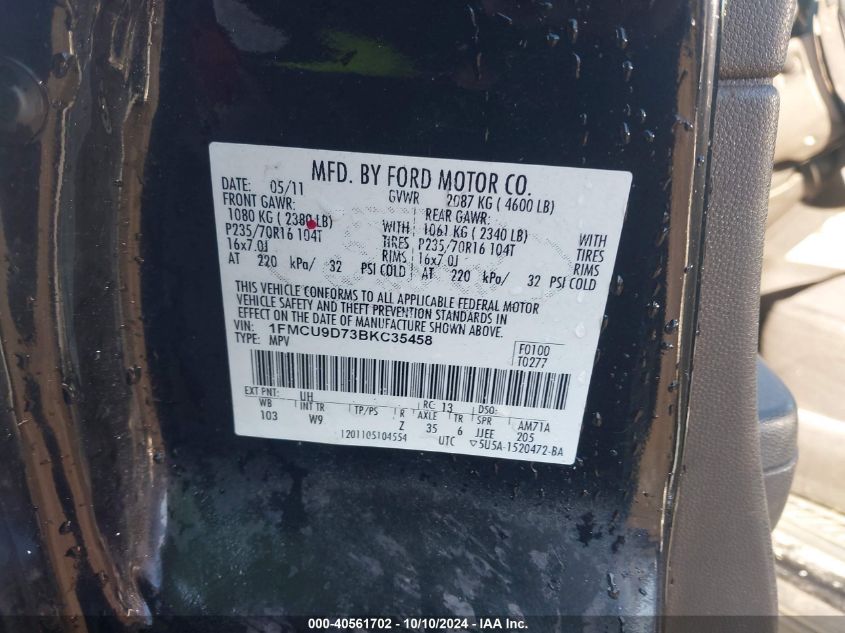 MFD. BY FORD MOTOR CO.
DATE: 05/11 GVWR 2087 KG ( 4600 LB)
FRONT GAWR: REAR GAWR:
1080 KG ( 2380 LB) WITH 1061 KG ( 2340 LB) WITH
P235/70R16 104T TIRES P235/70R16 104T TIRES
16x7.0J RIMS 16x7.0J RIMS
AT 220 kPa/ 32 PSI COLD AT 220 kPa/ 32 PSI COLD
THIS VEHICLE CONFORMS TO ALL APPLICABLE FEDERAL MOTOR
VEHICLE SAFETY AND THEFT PREVENTION STANDARDS IN
EFFECT ON THE DATE OF MANUFACTURE SHOWN ABOVE.
VIN: 1FMCU9D73BKC35458 F0100
TYPE: MPV T0277
EXT PNT: UH RC: 13 DSO:
WB INT TR TP/PS R AXLE TR SPR AM71A
103 W9 Z 35 6 JJEE 205
1201105104554 UTC ▽5U5A-1520472-BA
000-40561702 - 10/10/2024 - www.iaai.com